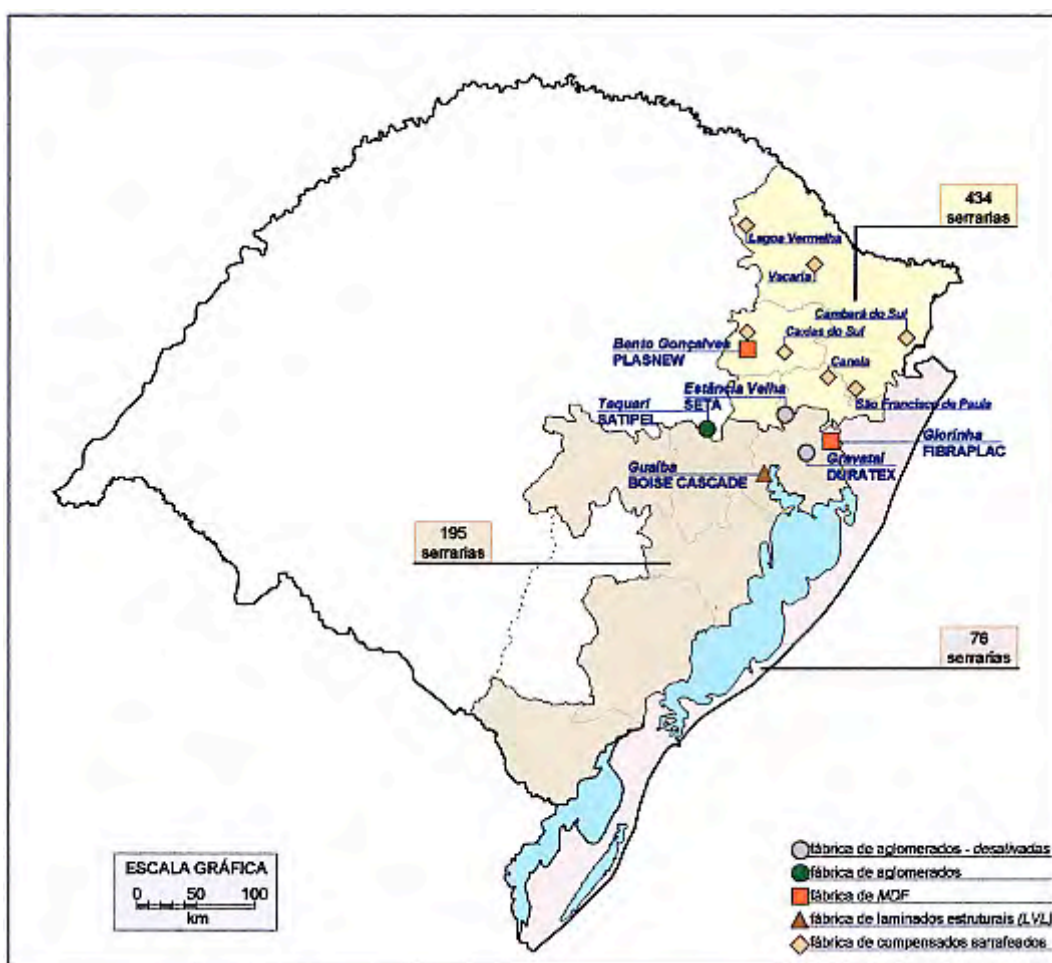 434
serrarias
Lagoa Vermelha
Vacaria
Cambará do Sul
Caxias do Sul
Bento Gonçalves
PLASNEW
Canela
Estância Velha
SETA
São Francisco de Paula
Taquari
SATIPEL
Glorinha
FIBRAPLAC
Gravataí
DURATEX
Guaíba
BOISE CASCADE
195
serrarias
76
serrarias
ESCALA GRÁFICA
0 50 100
km
fábrica de aglomerados - desativadas
fábrica de aglomerados
fábrica de MDF
fábrica de laminados estruturais (LVL)
fábrica de compensados sarrafeados